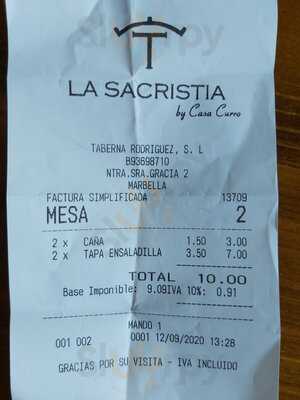 T
LA SACRISTIA
by Casa Curro
TABERNA RODRIGUEZ, S. L
B93698710
NTRA.SRA.GRACIA 2
MARBELLA
FACTURA SIMPLIFICADA 13709
MESA 2
2 x CAÑA 1.50 3.00
2 x TAPA ENSALADILLA 3.50 7.00
TOTAL 10.00
Base Imponible: 9.09IVA 10%: 0.91
MANDO 1
001 002 0001 12/09/2020 13:28
GRACIAS POR SU VISITA - IVA INCLUIDO